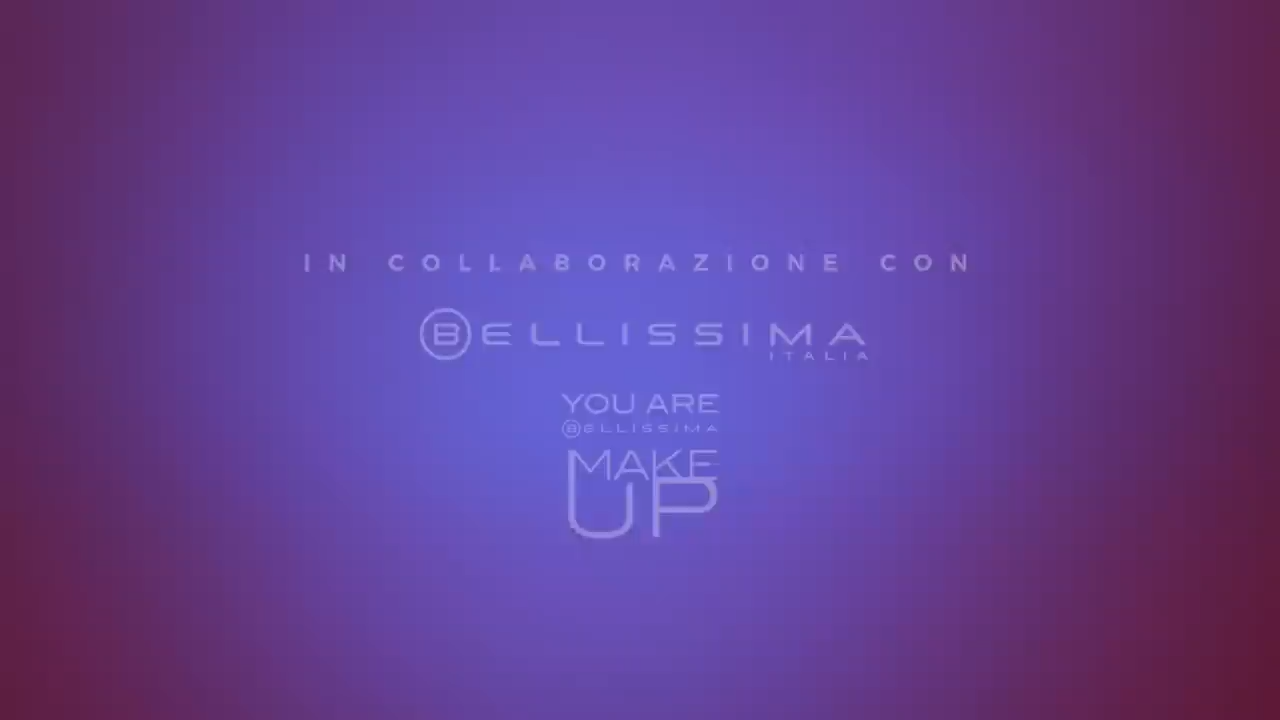 IN COLLABORAZIONE CON
BELLISSIMA
ITALIA
YOU ARE
BELLISSIMA
MAKE
UP